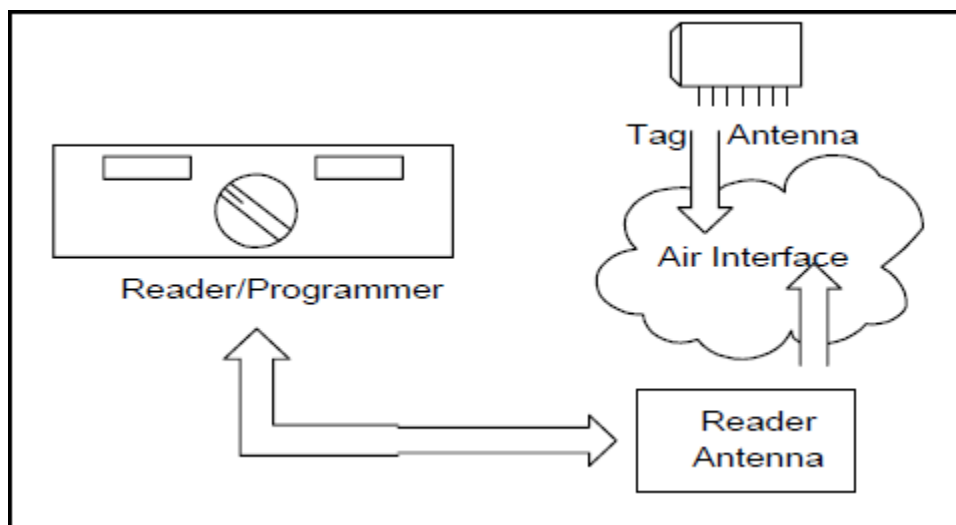 Tag Antenna
Air Interface
Reader/Programmer
Reader
Antenna